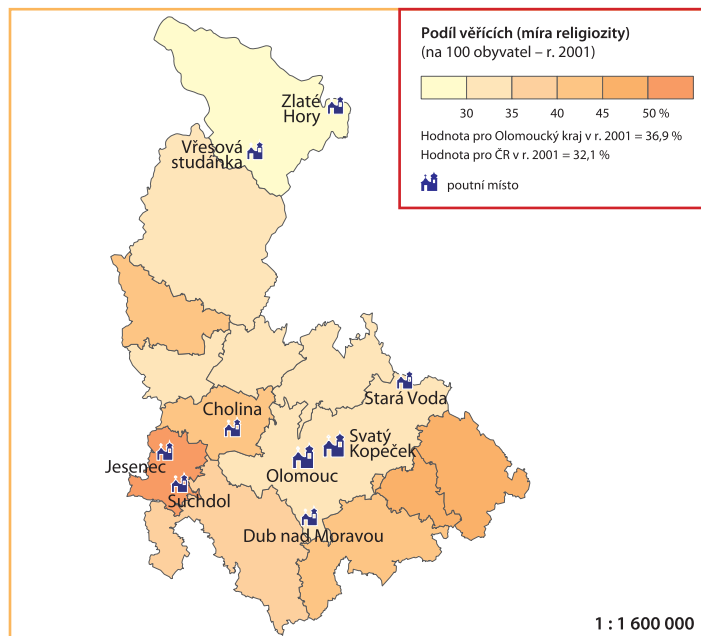 Podíl věřících (míra religiozity)
(na 100 obyvatel – r. 2001)
30 35 40 45 50 %
Hodnota pro Olomoucký kraj v r. 2001 = 36,9 %
Hodnota pro ČR v r. 2001 = 32,1 %
poutní místo
Zlaté
Hory
Vřesová
studánka
Stará Voda
Cholina
Svatý
Kopeček
Jesenec
Olomouc
Suchdol
Dub nad Moravou
1 : 1 600 000